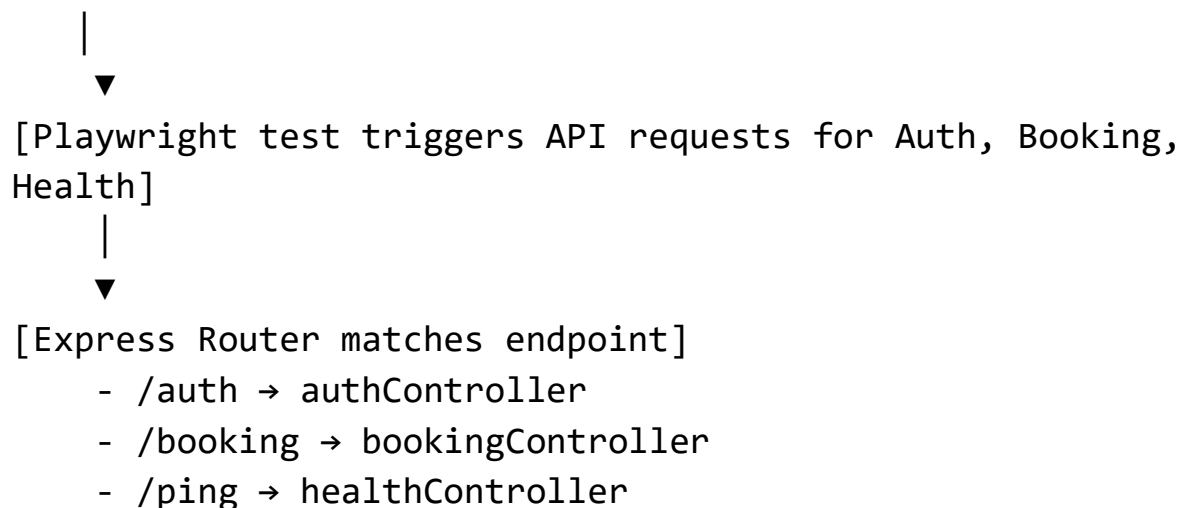 [Playwright test triggers API requests for Auth, Booking,
Health]
[Express Router matches endpoint]
- /auth → authController
- /booking → bookingController
- /ping → healthController